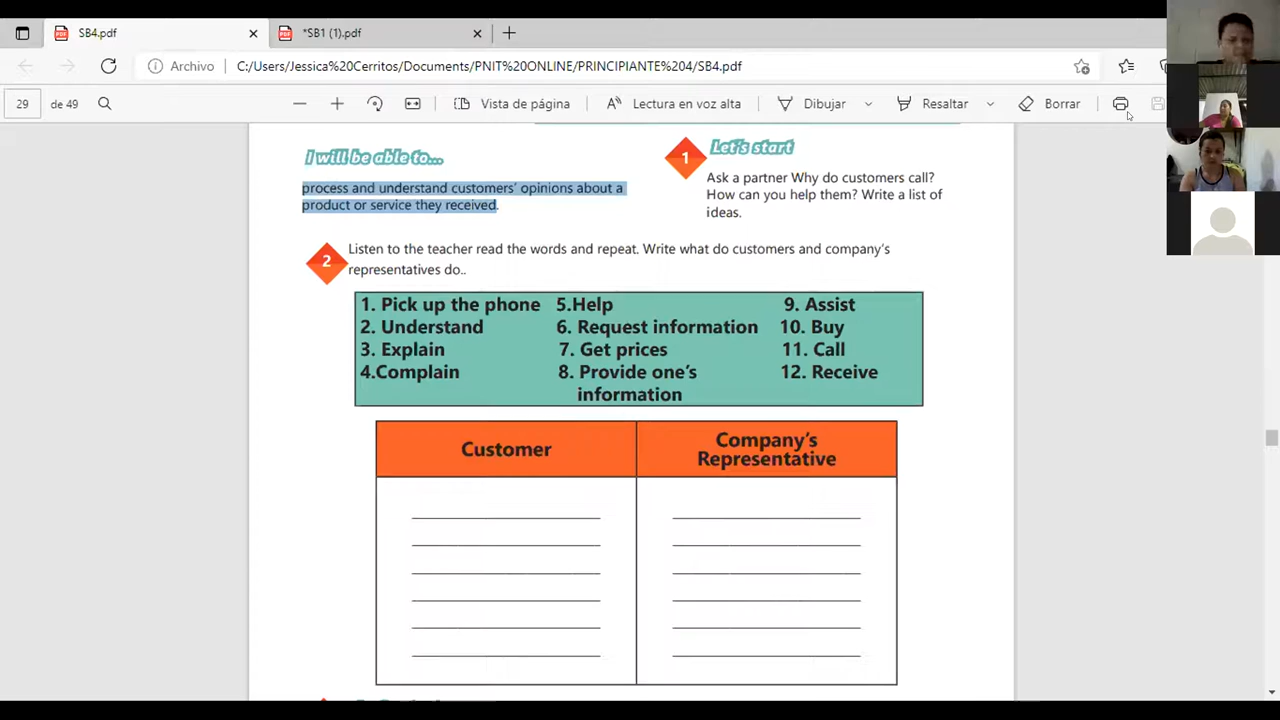 SB4.pdf
*SB1 (1).pdf
Archivo
C:/Users/Jessica%20Cerritos/Documents/PNIT%20ONLINE/PRINCIPIANTE%204/SB4.pdf
29
de 49
Vista de página
Lectura en voz alta
Dibujar
Resaltar
Borrar
I will be able to...
process and understand customers' opinions about a
product or service they received.
1
Let's start
Ask a partner Why do customers call?
How can you help them? Write a list of
ideas.
2
Listen to the teacher read the words and repeat. Write what do customers and company's
representatives do..
1. Pick up the phone
2. Understand
3. Explain
4.Complain
5.Help
6. Request information
7. Get prices
8. Provide one's
information
9. Assist
10. Buy
11. Call
12. Receive
Customer
Company's
Representative